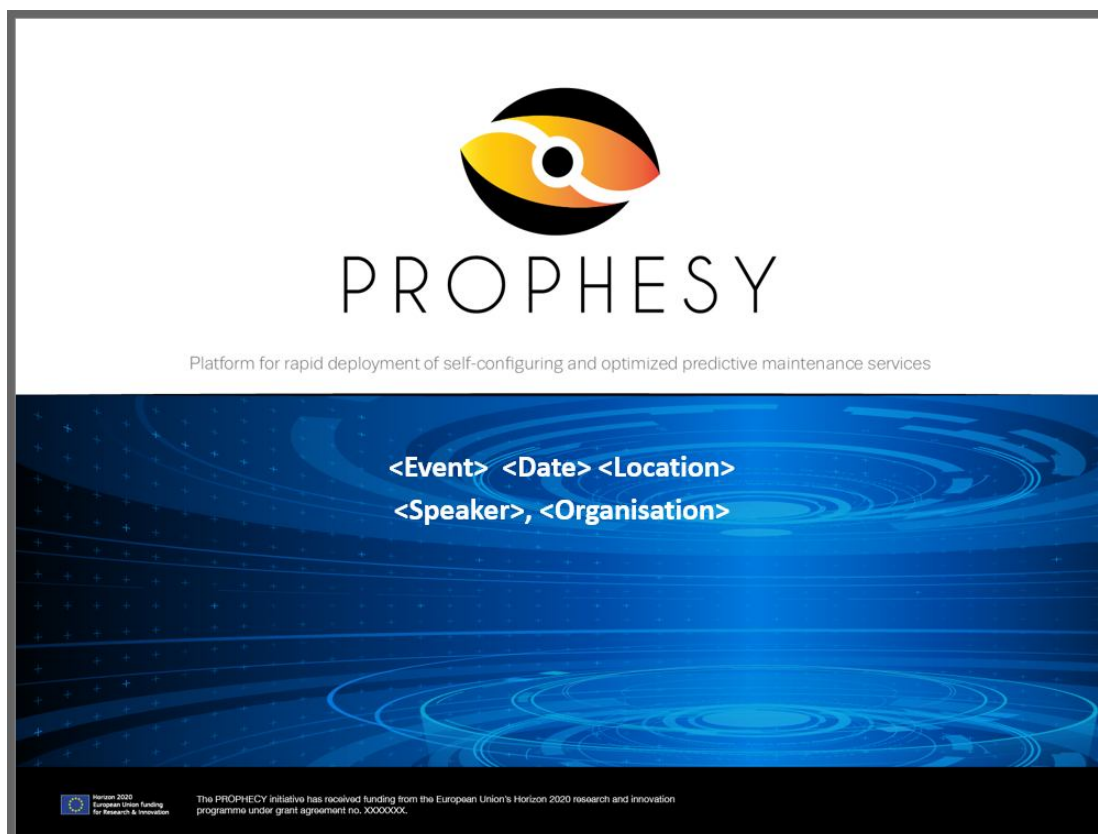 PROPHESY
Platform for rapid deployment of self-configuring and optimized predictive maintenance services
<Event>  <Date> <Location>
<Speaker>, <Organisation>
Horizon 2020
European Union funding
for Research & Innovation
The PROPHECY initiative has received funding from the European Union's Horizon 2020 research and innovation
programme under grant agreement no. XXXXXXX.